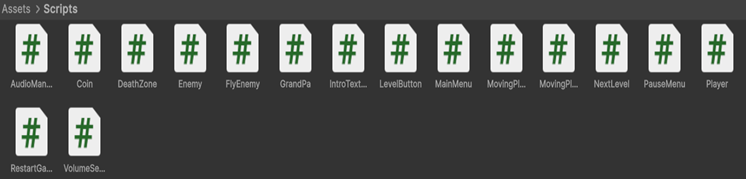 Assets > Scripts
AudioMan... Coin DeathZone Enemy FlyEnemy GrandPa IntroText... LevelButton MainMenu MovingPl... MovingPl... NextLevel PauseMenu Player
RestartGa... VolumeSe...